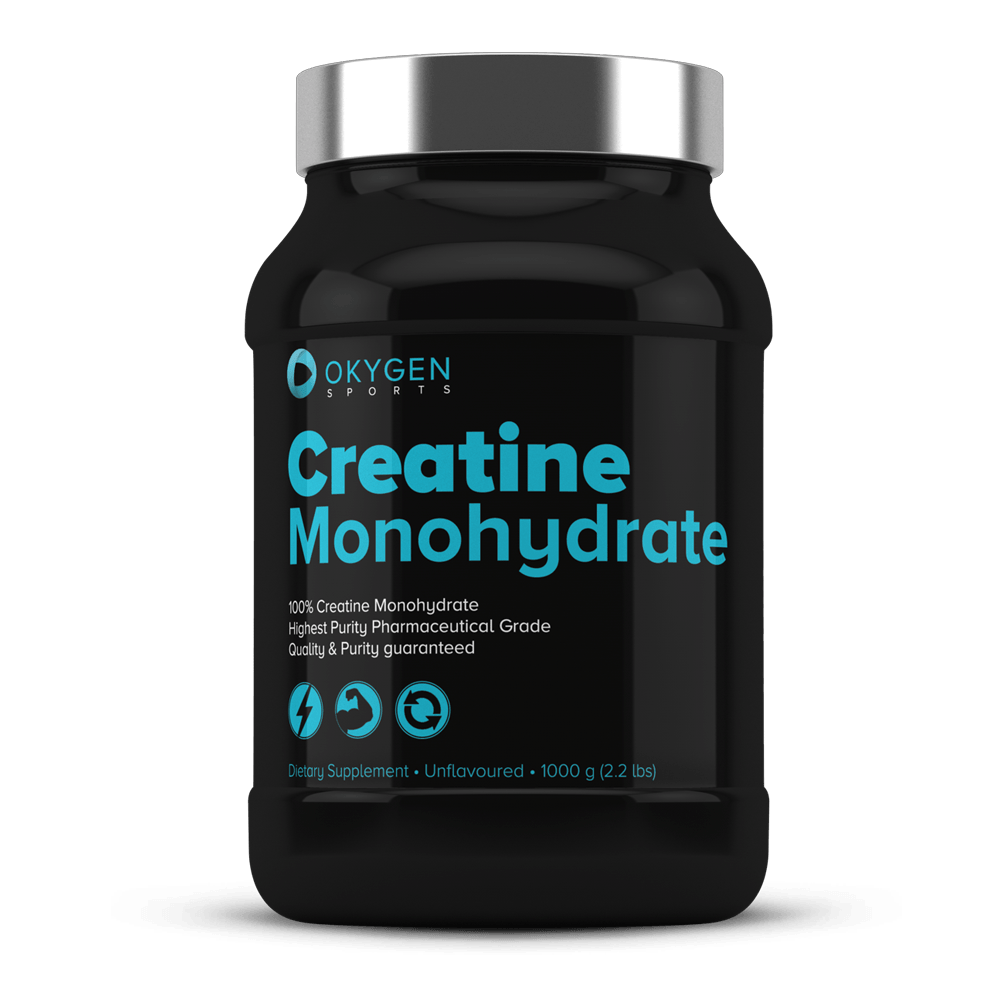 OKYGEN
SPORTS
Creatine
Monohydrate
100% Creatine Monohydrate
Highest Purity Pharmaceutical Grade
Quality & Purity guaranteed
Dietary Supplement • Unflavoured • 1000 g (2.2 lbs)